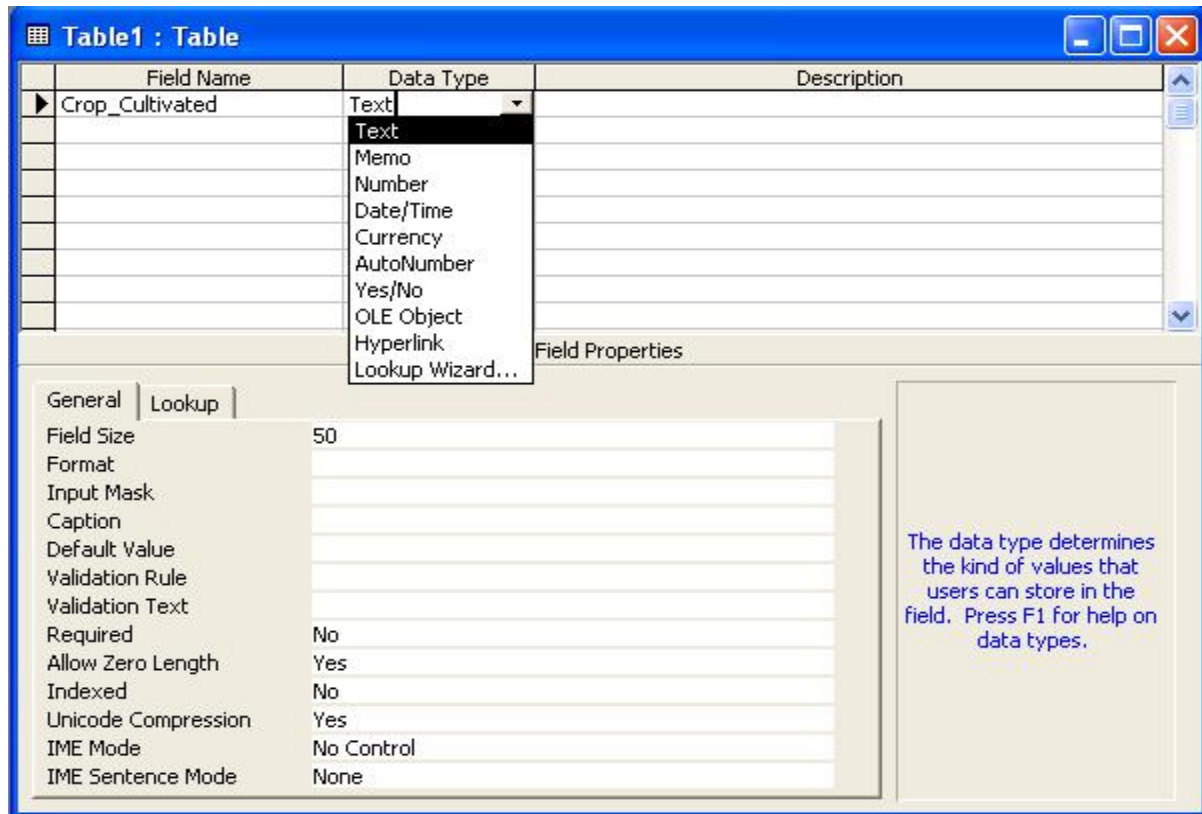 Table1 : Table
Field Name Data Type Description
Crop_Cultivated Text
Text
Memo
Number
Date/Time
Currency
AutoNumber
Yes/No
OLE Object
Hyperlink
Lookup Wizard...
Field Properties
General Lookup
Field Size 50
Format
Input Mask
Caption
Default Value
Validation Rule
Validation Text
Required No
Allow Zero Length Yes
Indexed No
Unicode Compression Yes
IME Mode No Control
IME Sentence Mode None
The data type determines
the kind of values that
users can store in the
field. Press F1 for help on
data types.